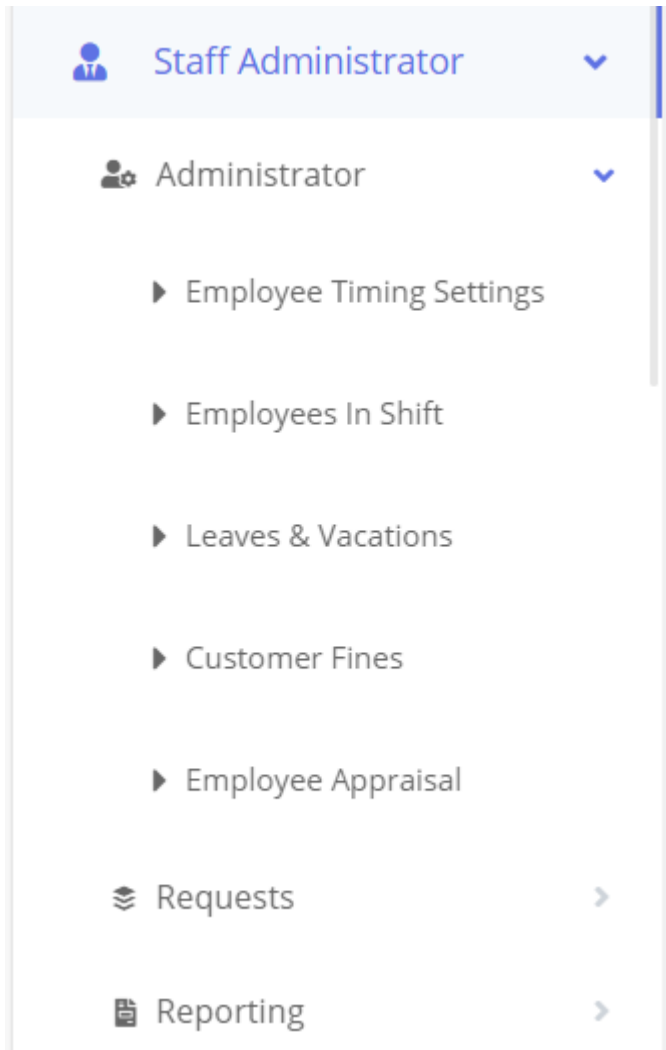 Staff Administrator
Administrator
Employee Timing Settings
Employees In Shift
Leaves & Vacations
Customer Fines
Employee Appraisal
Requests
Reporting